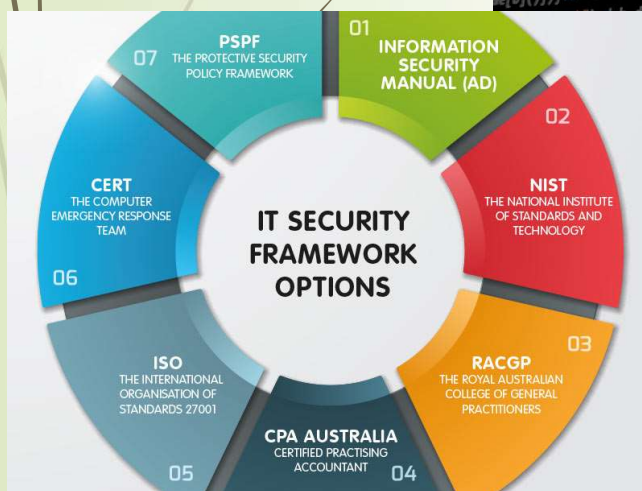 IT SECURITY
FRAMEWORK
OPTIONS
01
INFORMATION
SECURITY
MANUAL (AD)
02
NIST
THE NATIONAL INSTITUTE
OF STANDARDS AND
TECHNOLOGY
03
RACGP
THE ROYAL AUSTRALIAN
COLLEGE OF GENERAL
PRACTITIONERS
CPA AUSTRALIA
CERTIFIED PRACTISING
ACCOUNTANT
04
ISO
THE INTERNATIONAL
ORGANISATION OF
STANDARDS 27001
05
CERT
THE COMPUTER
EMERGENCY RESPONSE
TEAM
06
07
PSPF
THE PROTECTIVE SECURITY
POLICY FRAMEWORK